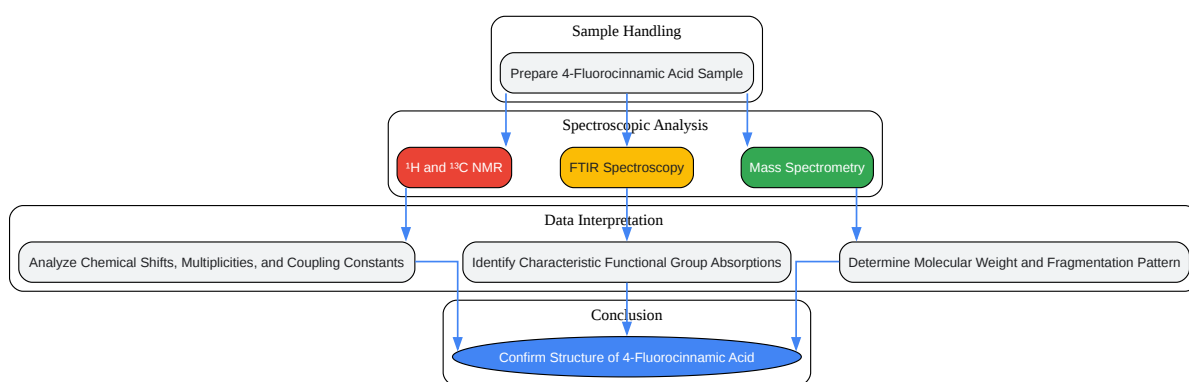 Sample Handling
Prepare 4-Fluorocinnamic Acid Sample
Spectroscopic Analysis
¹H and ¹³C NMR
FTIR Spectroscopy
Mass Spectrometry
Data Interpretation
Analyze Chemical Shifts, Multiplicities, and Coupling Constants
Identify Characteristic Functional Group Absorptions
Determine Molecular Weight and Fragmentation Pattern
Conclusion
Confirm Structure of 4-Fluorocinnamic Acid